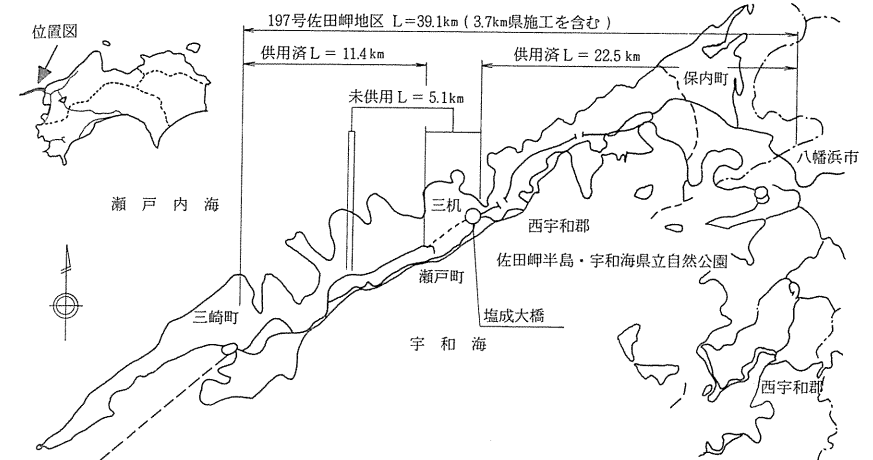 197号佐田岬地区 L=39.1km (3.7km県施工を含む)
位置図
供用済L = 11.4km
供用済L = 22.5km
保内町
未供用L = 5.1km
八幡浜市
瀬戸内海
三机
西宇和郡
佐田岬半島・宇和海県立自然公園
瀬戸町
三崎町
塩成大橋
宇和海
西宇和郡